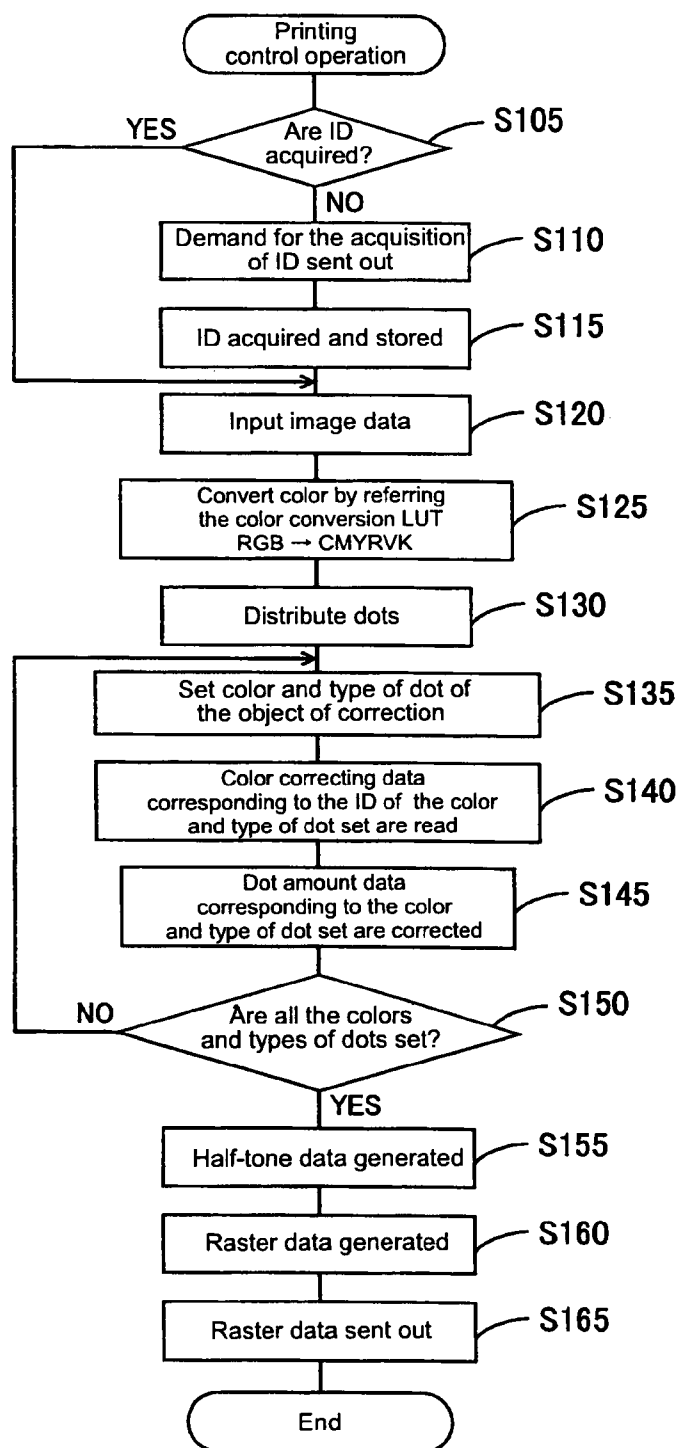 Printing
control operation
YES
Are ID
acquired?
S105
NO
Demand for the acquisition
of ID sent out
S110
ID acquired and stored
S115
Input image data
S120
Convert color by referring
the color conversion LUT
RGB → CMYRVK
S125
Distribute dots
S130
Set color and type of dot of
the object of correction
S135
Color correcting data
corresponding to the ID of the color
and type of dot set are read
S140
Dot amount data
corresponding to the color
and type of dot set are corrected
S145
NO
Are all the colors
and types of dots set?
S150
YES
Half-tone data generated
S155
Raster data generated
S160
Raster data sent out
S165
End